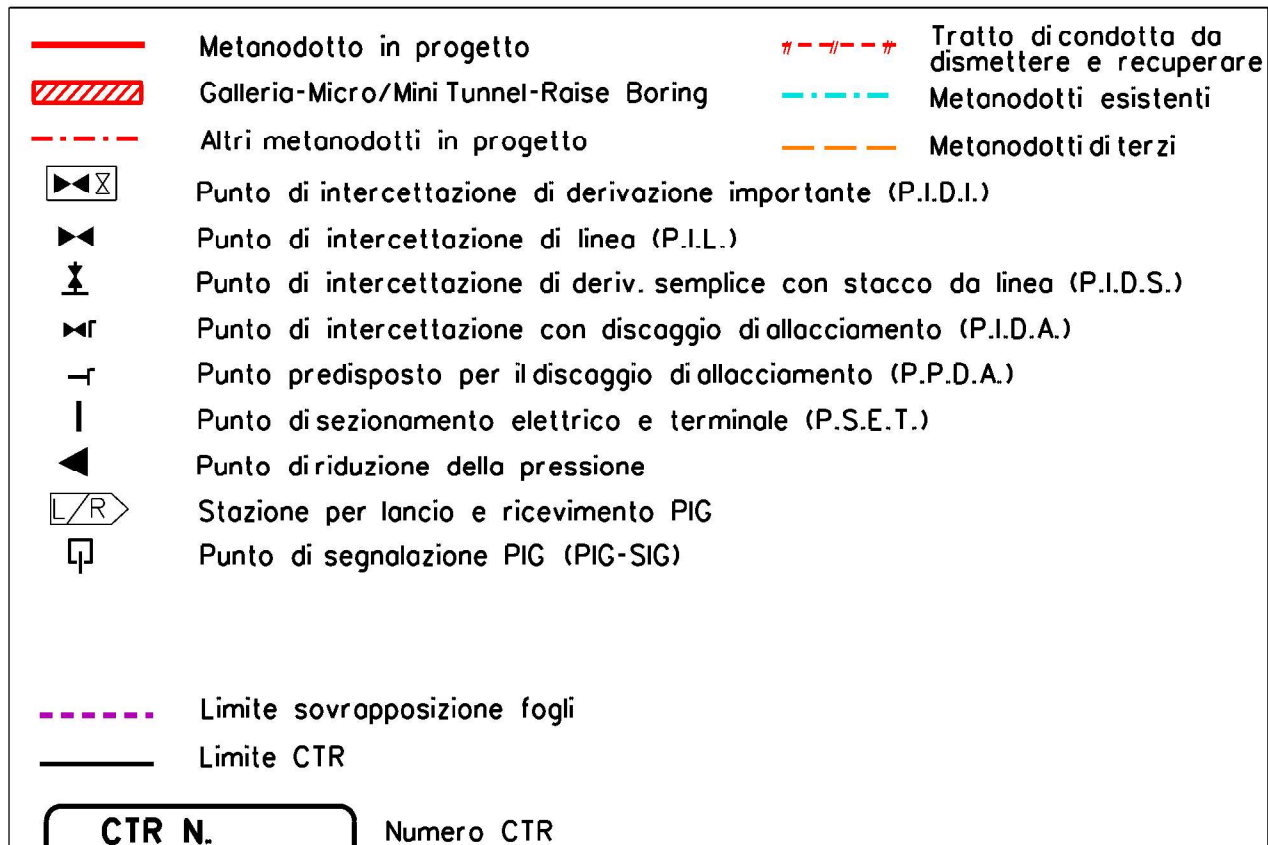 Metanodotto in progetto
Galleria-Micro/Mini Tunnel-Raise Boring
Altri metanodotti in progetto
Tratto di condotta da
dismettere e recuperare
Metanodotti esistenti
Metanodotti di terzi
Punto di intercettazione di derivazione importante (P.I.D.I.)
Punto di intercettazione di linea (P.I.L.)
Punto di intercettazione di deriv. semplice con stacco da linea (P.I.D.S.)
Punto di intercettazione con discaggio di allacciamento (P.I.D.A.)
Punto predisposto per il discaggio di allacciamento (P.P.D.A.)
Punto di sezionamento elettrico e terminale (P.S.E.T.)
Punto di riduzione della pressione
L/R Stazione per lancio e ricevimento PIG
Punto di segnalazione PIG (PIG-SIG)
Limite sovrapposizione fogli
Limite CTR
CTR N. Numero CTR